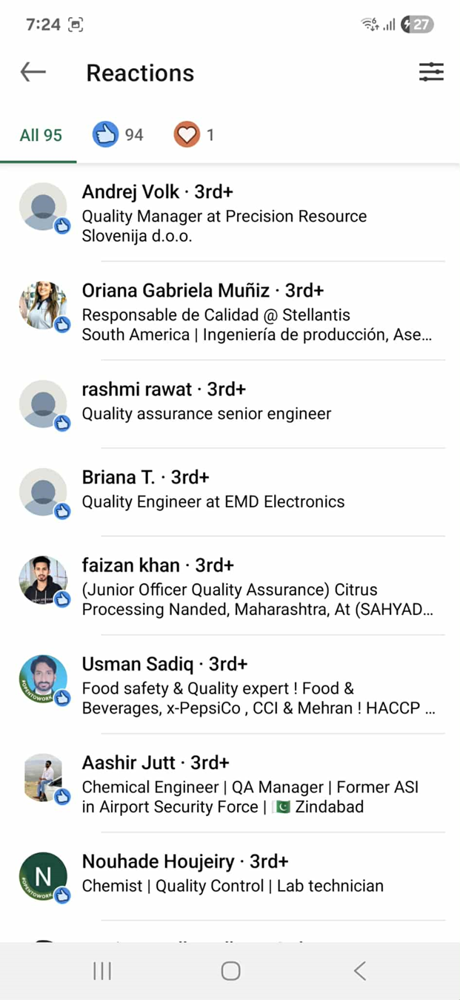 7:24
27
Reactions
All 95
94
1
Andrej Volk · 3rd+
Quality Manager at Precision Resource
Slovenija d.o.o.
Oriana Gabriela Muñiz · 3rd+
Responsable de Calidad @ Stellantis
South America | Ingeniería de producción, Ase...
rashmi rawat · 3rd+
Quality assurance senior engineer
Briana T. · 3rd+
Quality Engineer at EMD Electronics
faizan khan · 3rd+
(Junior Officer Quality Assurance) Citrus
Processing Nanded, Maharashtra, At (SAHYAD...
Usman Sadiq · 3rd+
#OPENTOWORK
Food safety & Quality expert ! Food &
Beverages, x-PepsiCo , CCI & Mehran ! HACCP ...
Aashir Jutt · 3rd+
Chemical Engineer | QA Manager | Former ASI
in Airport Security Force | 🇵🇰 Zindabad
Nouhade Houjeiry · 3rd+
N
#OPENTOWORK
Chemist | Quality Control | Lab technician